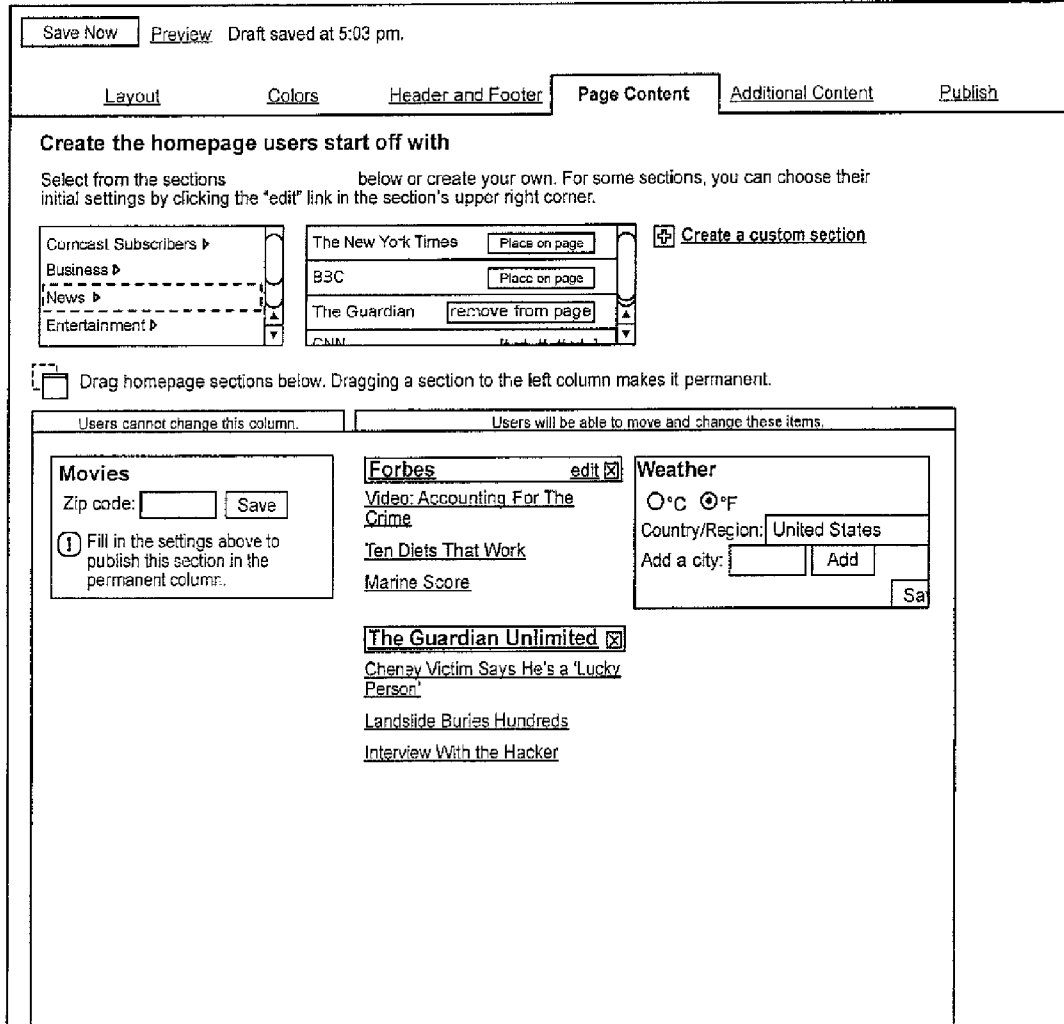 Save Now Preview Draft saved at 5:03 pm.
Layout Colors Header and Footer Page Content Additional Content Publish
Create the homepage users start off with
Select from the sections below or create your own. For some sections, you can choose their
initial settings by clicking the "edit" link in the section's upper right corner.
Comcast Subscribers
Business
News
Entertainment
The New York Times Place on page
BBC Place on page
The Guardian remove from page
CNN
Create a custom section
Drag homepage sections below. Dragging a section to the left column makes it permanent.
Users cannot change this column.
Users will be able to move and change these items.
Movies
Zip code: Save
Fill in the settings above to
publish this section in the
permanent column.
Forbes edit
Video: Accounting For The
Crime
Ten Diets That Work
Marine Score
The Guardian Unlimited
Cheney Victim Says He's a 'Lucky
Person'
Landslide Buries Hundreds
Interview With the Hacker
Weather
°C °F
Country/Region: United States
Add a city: Add
Sa